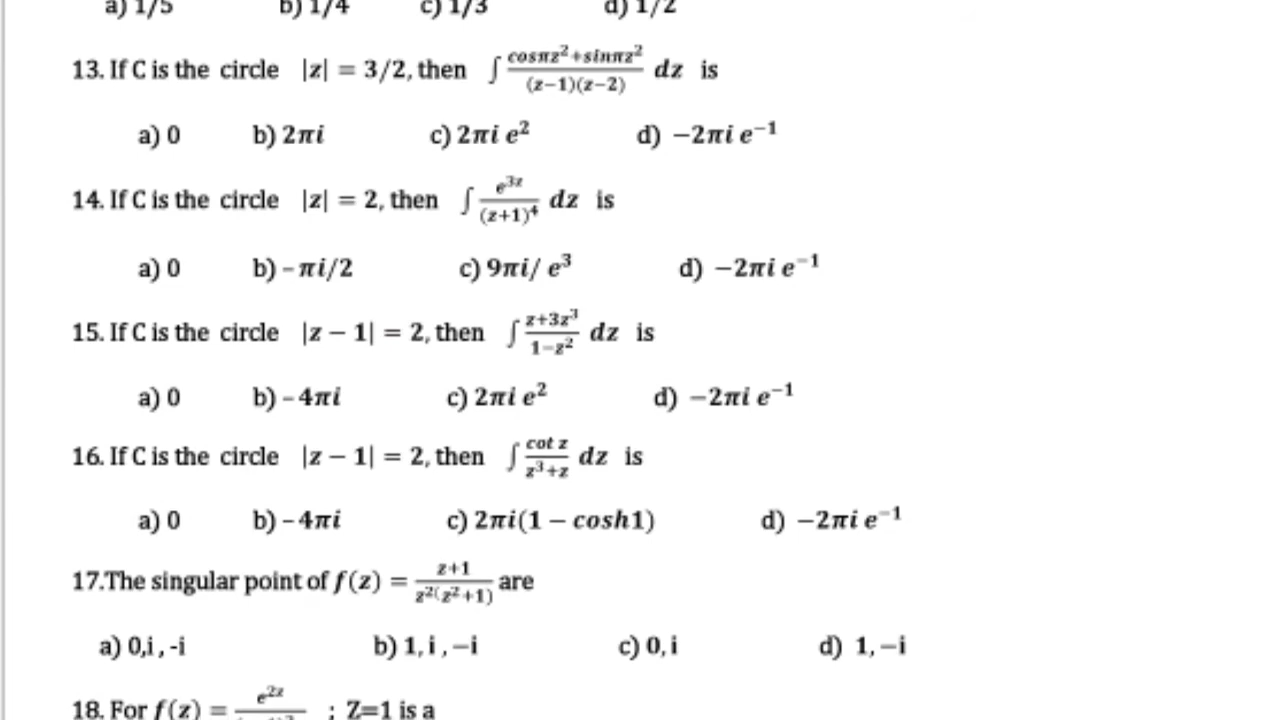 a) 1/5 b) 1/4 c) 1/3 d) 1/2
13. If C is the circle |z| = 3/2, then ∫ (cosπz²+sinπz²)/((z−1)(z−2)) dz is
a) 0 b) 2πi c) 2πi e² d) −2πi e⁻¹
14. If C is the circle |z| = 2, then ∫ e³ᶻ/(z+1)⁴ dz is
a) 0 b) – πi/2 c) 9πi/ e³ d) −2πi e⁻¹
15. If C is the circle |z − 1| = 2, then ∫ (z+3z³)/(1−z²) dz is
a) 0 b) – 4πi c) 2πi e² d) −2πi e⁻¹
16. If C is the circle |z − 1| = 2, then ∫ (cot z)/(z³+z) dz is
a) 0 b) – 4πi c) 2πi(1 − cosh1) d) −2πi e⁻¹
17.The singular point of f(z) = (z+1)/(z²(z²+1)) are
a) 0,i , -i b) 1, i , −i c) 0, i d) 1, −i
18. For f(z) = e²ᶻ ; Z=1 is a